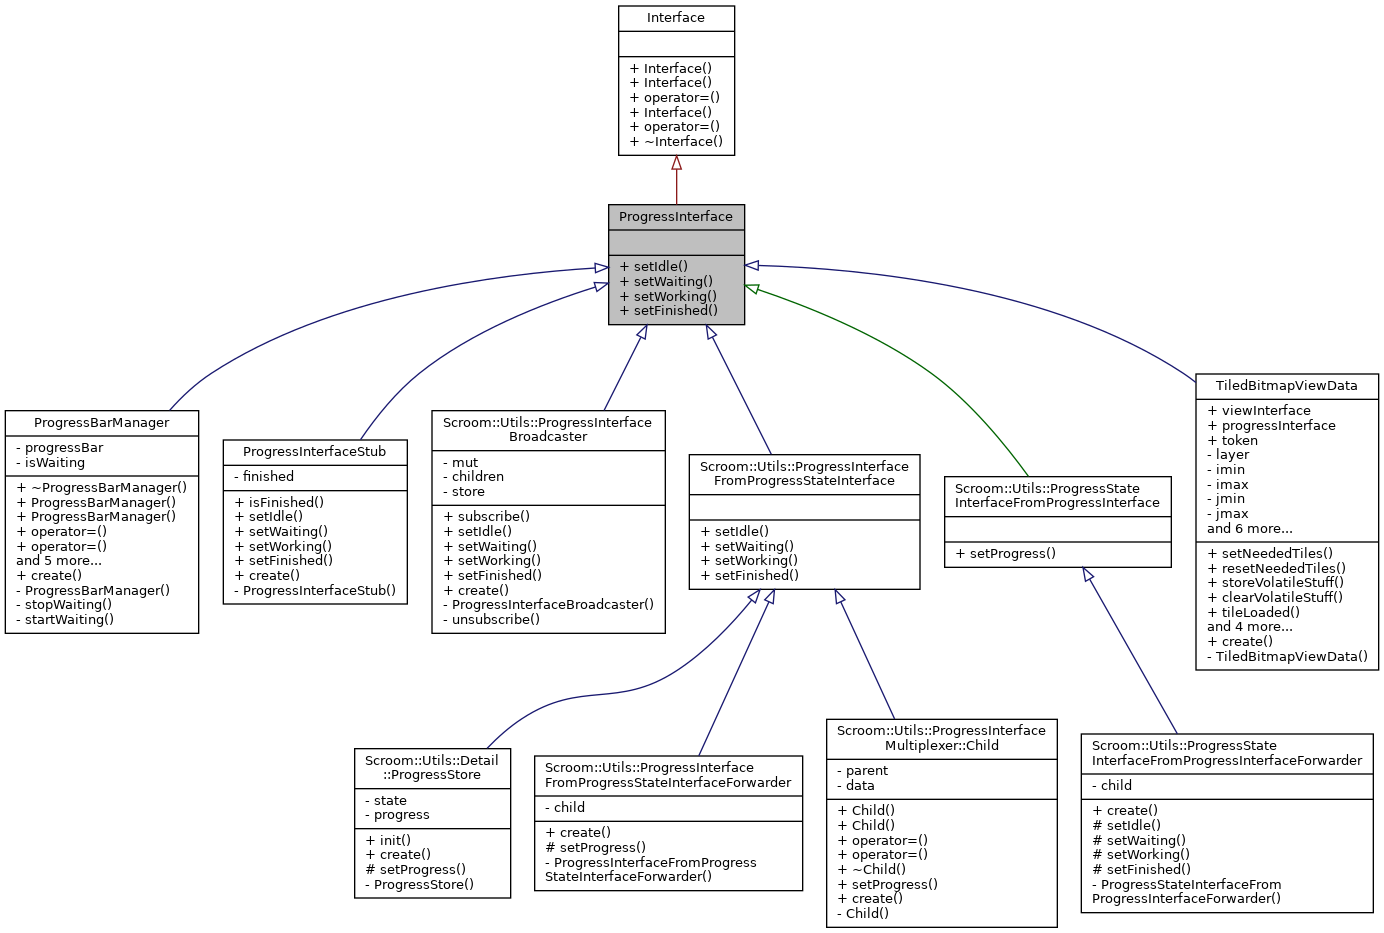 Interface
+ Interface()
+ Interface()
+ operator=()
+ Interface()
+ operator=()
+ ~Interface()
ProgressInterface
+ setIdle()
+ setWaiting()
+ setWorking()
+ setFinished()
ProgressBarManager
- progressBar
- isWaiting
+ ~ProgressBarManager()
+ ProgressBarManager()
+ ProgressBarManager()
+ operator=()
+ operator=()
and 5 more...
+ create()
- ProgressBarManager()
- stopWaiting()
- startWaiting()
ProgressInterfaceStub
- finished
+ isFinished()
+ setIdle()
+ setWaiting()
+ setWorking()
+ setFinished()
+ create()
- ProgressInterfaceStub()
Scroom::Utils::ProgressInterface
Broadcaster
- mut
- children
- store
+ subscribe()
+ setIdle()
+ setWaiting()
+ setWorking()
+ setFinished()
+ create()
- ProgressInterfaceBroadcaster()
- unsubscribe()
Scroom::Utils::ProgressInterface
FromProgressStateInterface
+ setIdle()
+ setWaiting()
+ setWorking()
+ setFinished()
Scroom::Utils::ProgressState
InterfaceFromProgressInterface
+ setProgress()
TiledBitmapViewData
+ viewInterface
+ progressInterface
+ token
- layer
- imin
- imax
- jmin
- jmax
and 6 more...
+ setNeededTiles()
+ resetNeededTiles()
+ storeVolatileStuff()
+ clearVolatileStuff()
+ tileLoaded()
and 4 more...
+ create()
- TiledBitmapViewData()
Scroom::Utils::Detail
::ProgressStore
- state
- progress
+ init()
+ create()
# setProgress()
- ProgressStore()
Scroom::Utils::ProgressInterface
FromProgressStateInterfaceForwarder
- child
+ create()
# setProgress()
- ProgressInterfaceFromProgress
StateInterfaceForwarder()
Scroom::Utils::ProgressInterface
Multiplexer::Child
- parent
- data
+ Child()
+ Child()
+ operator=()
+ operator=()
+ ~Child()
+ setProgress()
+ create()
- Child()
Scroom::Utils::ProgressState
InterfaceFromProgressInterfaceForwarder
- child
+ create()
# setIdle()
# setWaiting()
# setWorking()
# setFinished()
- ProgressStateInterfaceFrom
ProgressInterfaceForwarder()